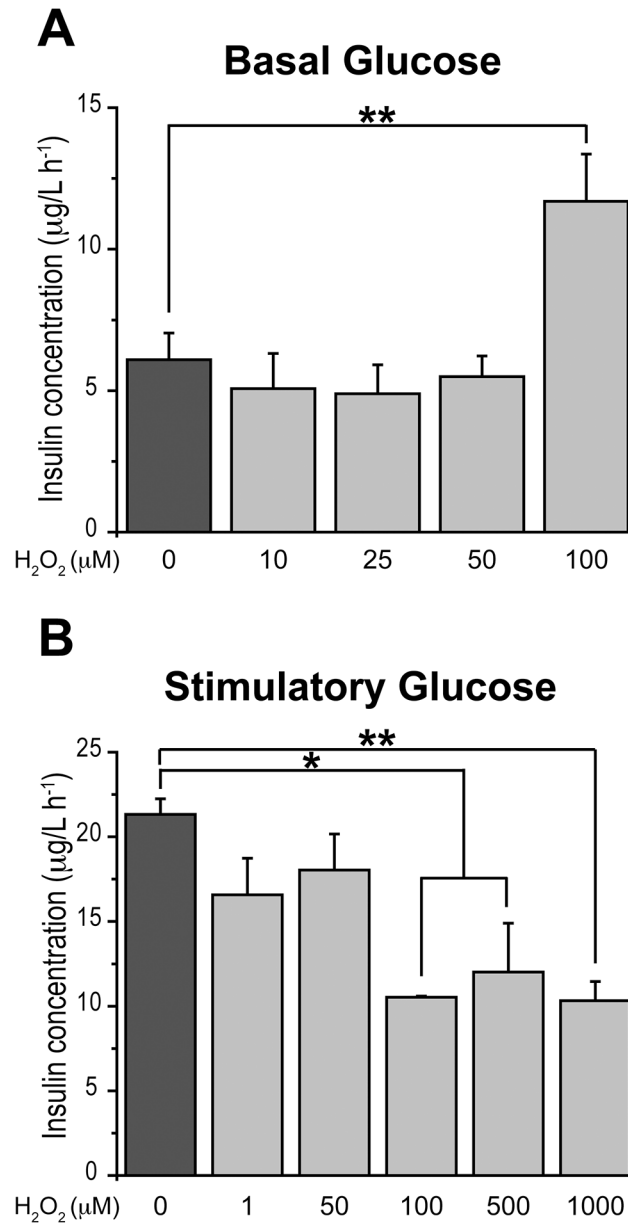 A
Basal Glucose
Insulin concentration (µg/L h⁻¹)
15
10
5
0
**
H₂O₂ (µM) 0 10 25 50 100
B
Stimulatory Glucose
Insulin concentration (µg/L h⁻¹)
25
20
15
10
5
0
**
*
H₂O₂ (µM) 0 1 50 100 500 1000